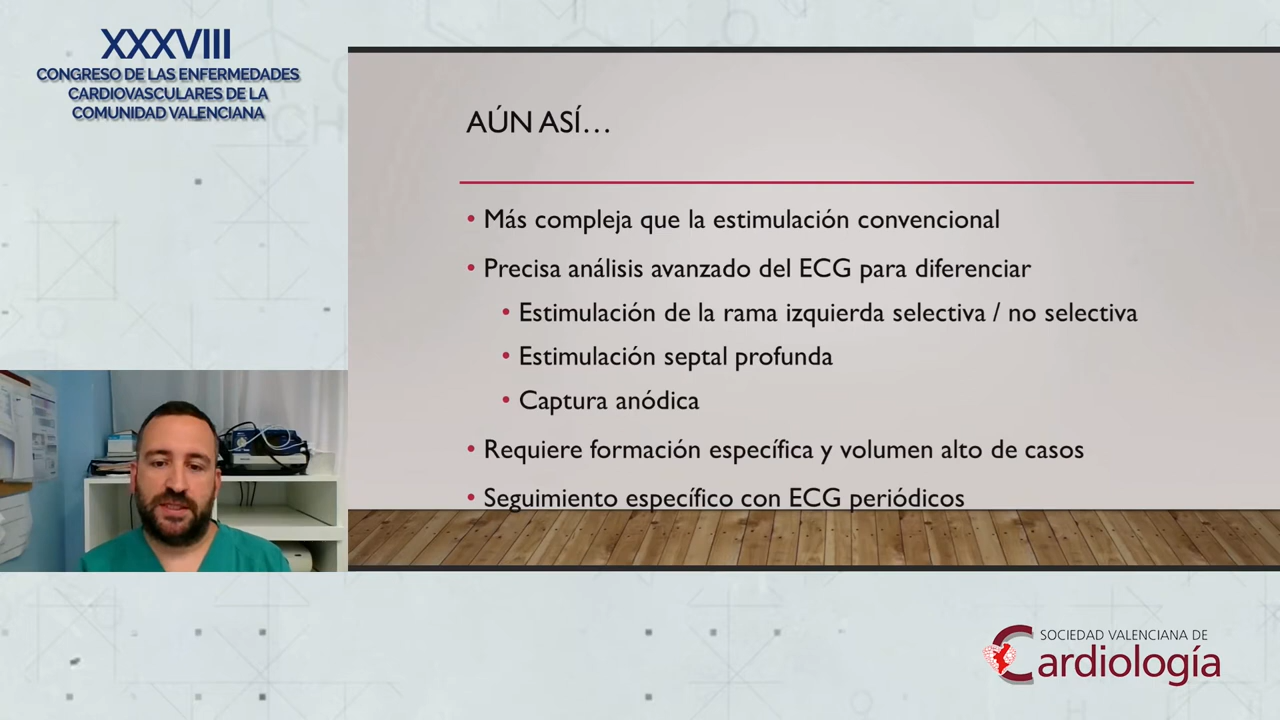 XXXVIII
CONGRESO DE LAS ENFERMEDADES
CARDIOVASCULARES DE LA
COMUNIDAD VALENCIANA
AÚN ASÍ…
• Más compleja que la estimulación convencional
• Precisa análisis avanzado del ECG para diferenciar
• Estimulación de la rama izquierda selectiva / no selectiva
• Estimulación septal profunda
• Captura anódica
• Requiere formación específica y volumen alto de casos
• Seguimiento específico con ECG periódicos
SOCIEDAD VALENCIANA DE
Cardiología